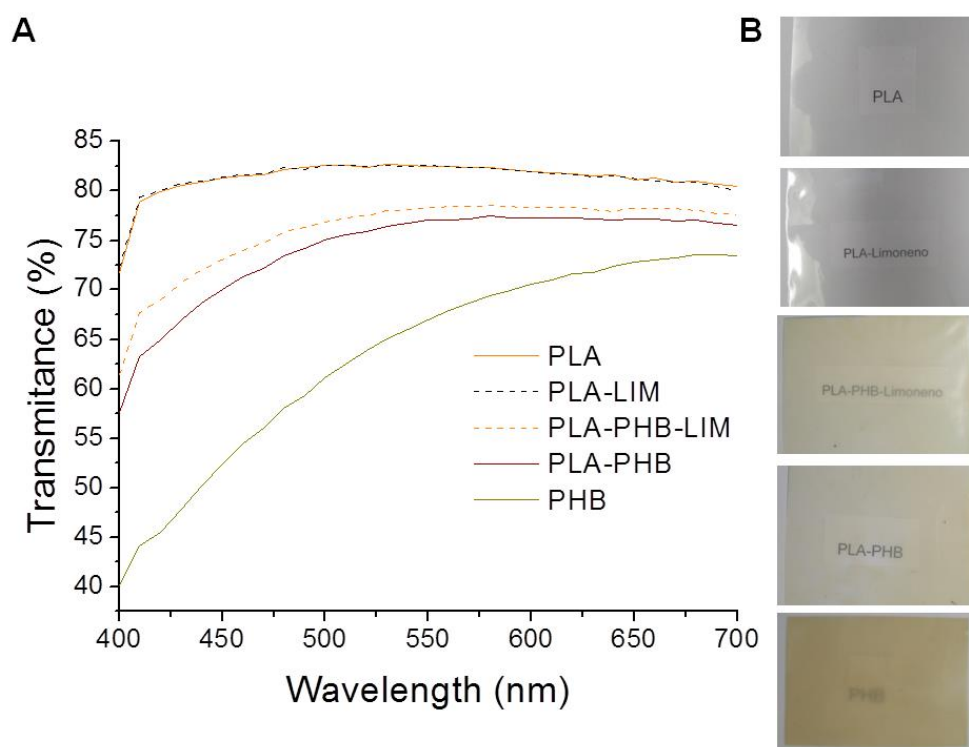 A
B
Transmitance (%)
85
80
75
70
65
60
55
50
45
40
400
450
500
550
600
650
700
Wavelength (nm)
PLA
PLA-LIM
PLA-PHB-LIM
PLA-PHB
PHB
PLA
PLA-Limoneno
PLA-PHB-Limoneno
PLA-PHB
PHB